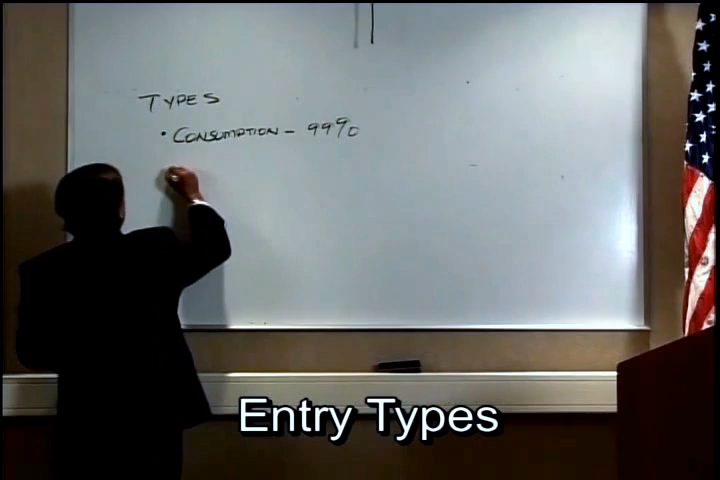 TYPES
• CONSUMPTION - 99%
Entry Types